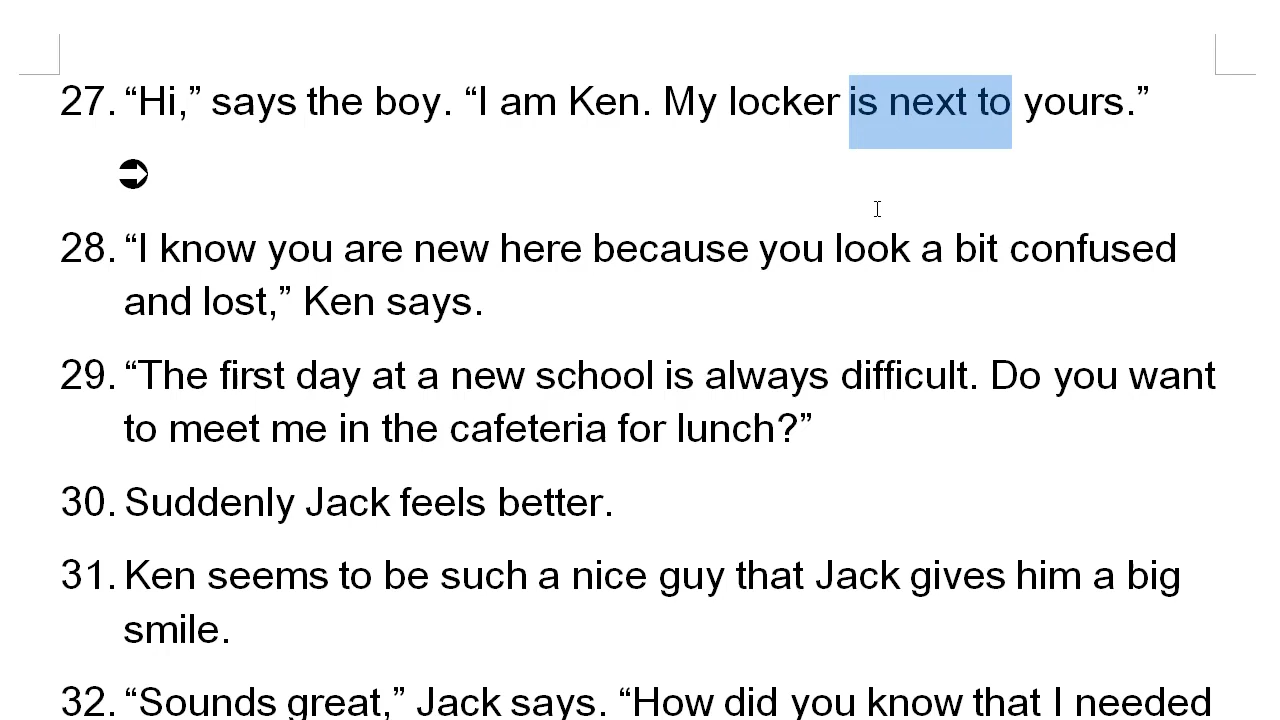 27. “Hi,” says the boy. “I am Ken. My locker is next to yours.”
➲
28. “I know you are new here because you look a bit confused
and lost,” Ken says.
29. “The first day at a new school is always difficult. Do you want
to meet me in the cafeteria for lunch?”
30. Suddenly Jack feels better.
31. Ken seems to be such a nice guy that Jack gives him a big
smile.
32. “Sounds great,” Jack says. “How did you know that I needed